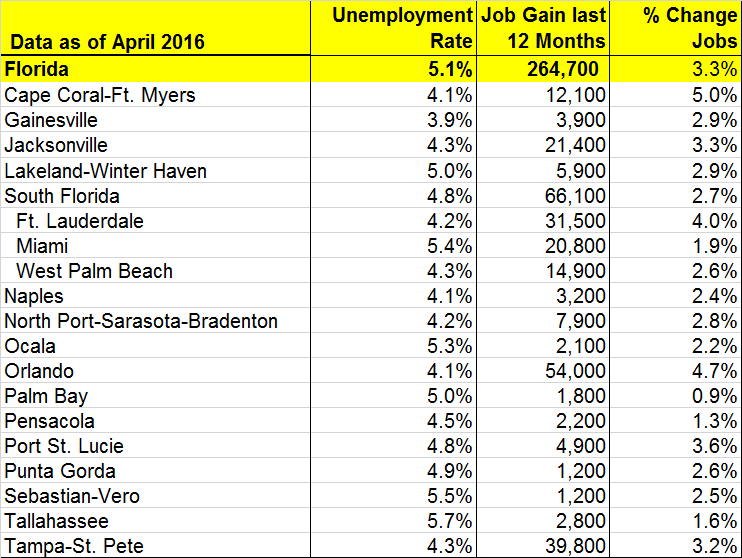 Unemployment Job Gain last % Change
Data as of April 2016 Rate 12 Months Jobs
Florida 5.1% 264,700 3.3%
Cape Coral-Ft. Myers 4.1% 12,100 5.0%
Gainesville 3.9% 3,900 2.9%
Jacksonville 4.3% 21,400 3.3%
Lakeland-Winter Haven 5.0% 5,900 2.9%
South Florida 4.8% 66,100 2.7%
Ft. Lauderdale 4.2% 31,500 4.0%
Miami 5.4% 20,800 1.9%
West Palm Beach 4.3% 14,900 2.6%
Naples 4.1% 3,200 2.4%
North Port-Sarasota-Bradenton 4.2% 7,900 2.8%
Ocala 5.3% 2,100 2.2%
Orlando 4.1% 54,000 4.7%
Palm Bay 5.0% 1,800 0.9%
Pensacola 4.5% 2,200 1.3%
Port St. Lucie 4.8% 4,900 3.6%
Punta Gorda 4.9% 1,200 2.6%
Sebastian-Vero 5.5% 1,200 2.5%
Tallahassee 5.7% 2,800 1.6%
Tampa-St. Pete 4.3% 39,800 3.2%